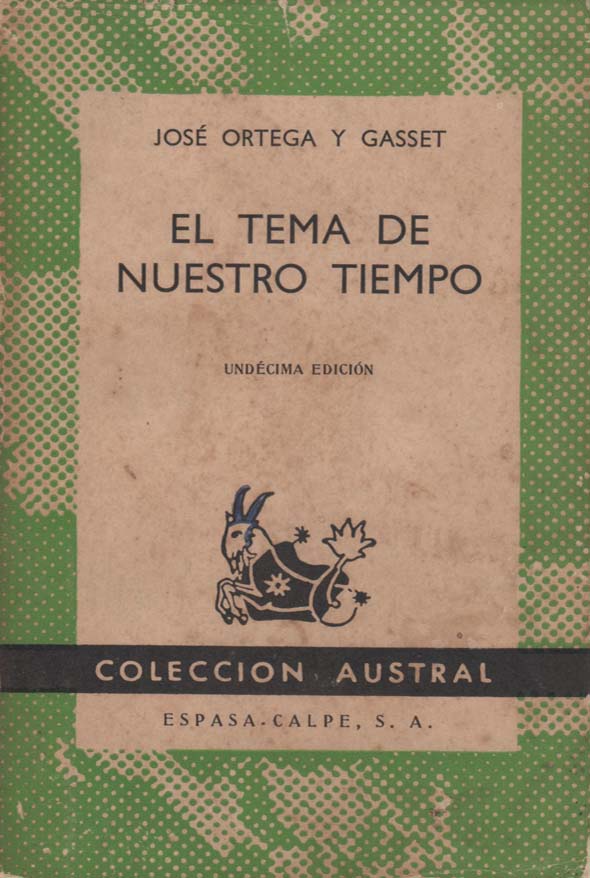 JOSÉ ORTEGA Y GASSET
EL TEMA DE
NUESTRO TIEMPO
UNDÉCIMA EDICIÓN
COLECCION AUSTRAL
ESPASA-CALPE, S. A.